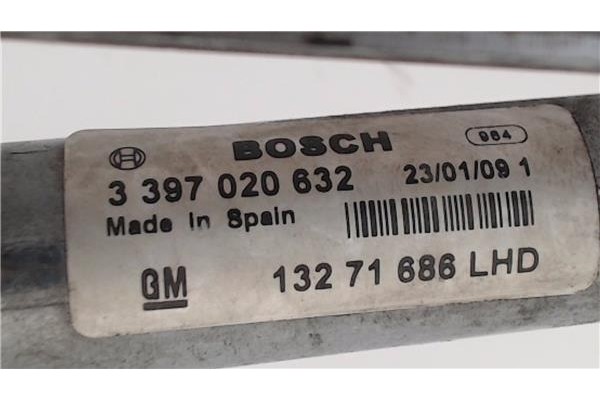 BOSCH 984
3 397 020 632 23/01/09 1
Made in Spain
GM 132 71 686 LHD